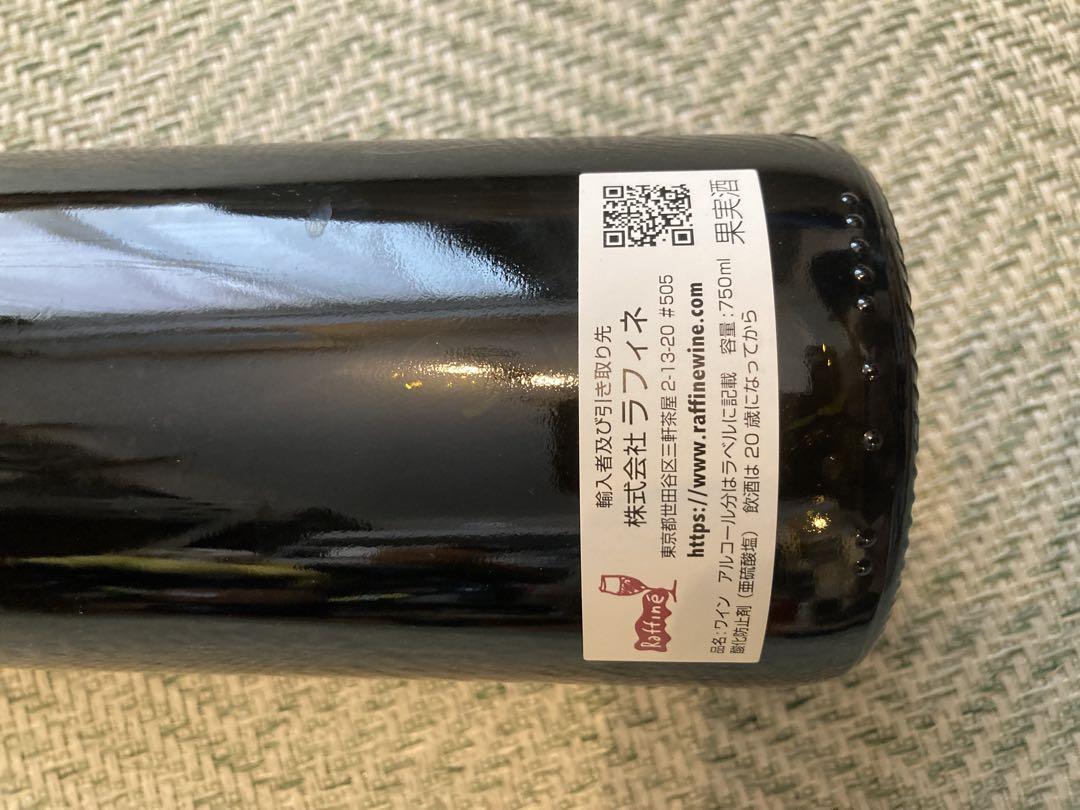 輸入者及び引き取り先
株式会社ラフィネ
東京都世田谷区三軒茶屋 2-13-20 #505
https://www.raffinewine.com
Raffiné
品名：ワイン アルコール分はラベルに記載 容量：750ml
酸化防止剤（亜硫酸塩） 飲酒は 20 歳になってから
果実酒